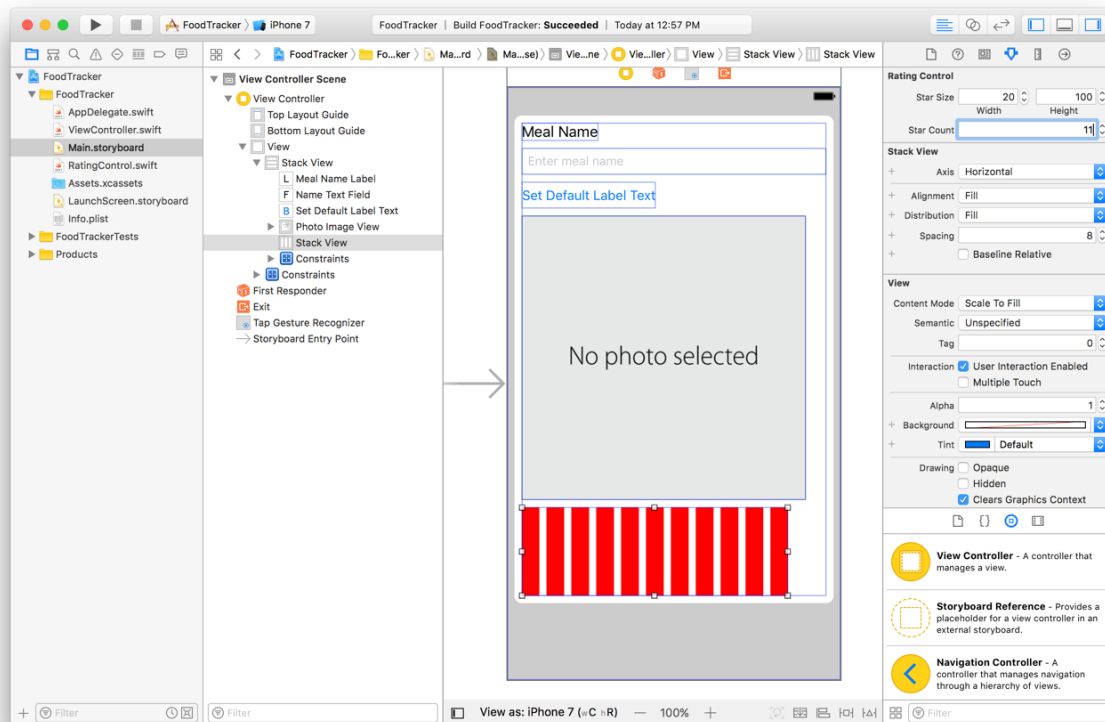 FoodTracker
iPhone 7
FoodTracker | Build FoodTracker: Succeeded | Today at 12:57 PM
FoodTracker
Fo...ker
Ma...rd
Ma...se)
Vie...ne
Vie...ller
View
Stack View
Stack View
FoodTracker
FoodTracker
AppDelegate.swift
ViewController.swift
Main.storyboard
RatingControl.swift
Assets.xcassets
LaunchScreen.storyboard
Info.plist
FoodTrackerTests
Products
Filter
View Controller Scene
View Controller
Top Layout Guide
Bottom Layout Guide
View
Stack View
L Meal Name Label
F Name Text Field
B Set Default Label Text
Photo Image View
Stack View
Constraints
Constraints
First Responder
Exit
Tap Gesture Recognizer
Storyboard Entry Point
Filter
Meal Name
Enter meal name
Set Default Label Text
No photo selected
View as: iPhone 7 (wC hR)
100%
Rating Control
Star Size 20 100
Width Height
Star Count 11
Stack View
Axis Horizontal
Alignment Fill
Distribution Fill
Spacing 8
Baseline Relative
View
Content Mode Scale To Fill
Semantic Unspecified
Tag 0
Interaction User Interaction Enabled
Multiple Touch
Alpha 1
Background
Tint Default
Drawing Opaque
Hidden
Clears Graphics Context
View Controller - A controller that
manages a view.
Storyboard Reference - Provides a
placeholder for a view controller in an
external storyboard.
Navigation Controller - A
controller that manages navigation
through a hierarchy of views.
Filter